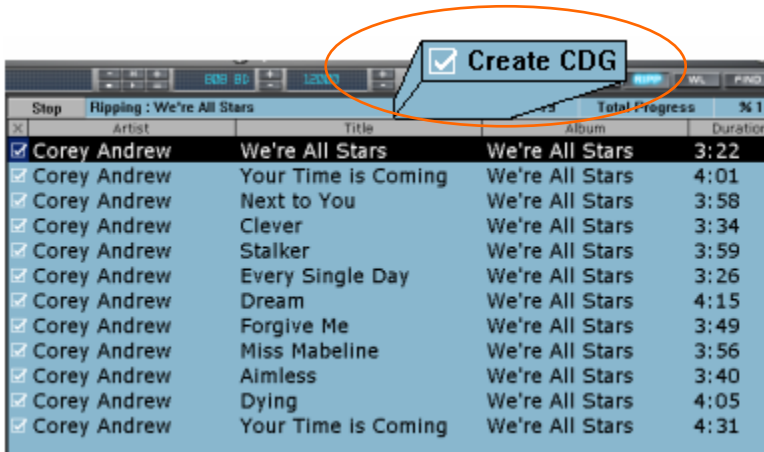 Create CDG
RIPP WL FIND
Stop Ripping : We're All Stars Total Progress % 1
X Artist Title Album Duration
Corey Andrew We're All Stars We're All Stars 3:22
Corey Andrew Your Time is Coming We're All Stars 4:01
Corey Andrew Next to You We're All Stars 3:58
Corey Andrew Clever We're All Stars 3:34
Corey Andrew Stalker We're All Stars 3:59
Corey Andrew Every Single Day We're All Stars 3:26
Corey Andrew Dream We're All Stars 4:15
Corey Andrew Forgive Me We're All Stars 3:49
Corey Andrew Miss Mabeline We're All Stars 3:56
Corey Andrew Aimless We're All Stars 3:40
Corey Andrew Dying We're All Stars 4:05
Corey Andrew Your Time is Coming We're All Stars 4:31